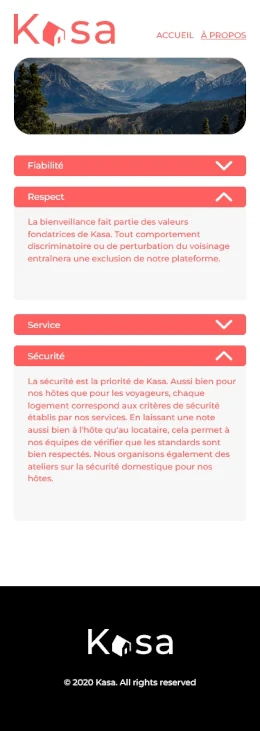 Kasa
ACCUEIL À PROPOS
Fiabilité
Respect
La bienveillance fait partie des valeurs
fondatrices de Kasa. Tout comportement
discriminatoire ou de perturbation du voisinage
entraînera une exclusion de notre plateforme.
Service
Sécurité
La sécurité est la priorité de Kasa. Aussi bien pour
nos hôtes que pour les voyageurs, chaque
logement correspond aux critères de sécurité
établis par nos services. En laissant une note
aussi bien à l'hôte qu'au locataire, cela permet à
nos équipes de vérifier que les standards sont
bien respectés. Nous organisons également des
ateliers sur la sécurité domestique pour nos
hôtes.
Kasa
© 2020 Kasa. All rights reserved